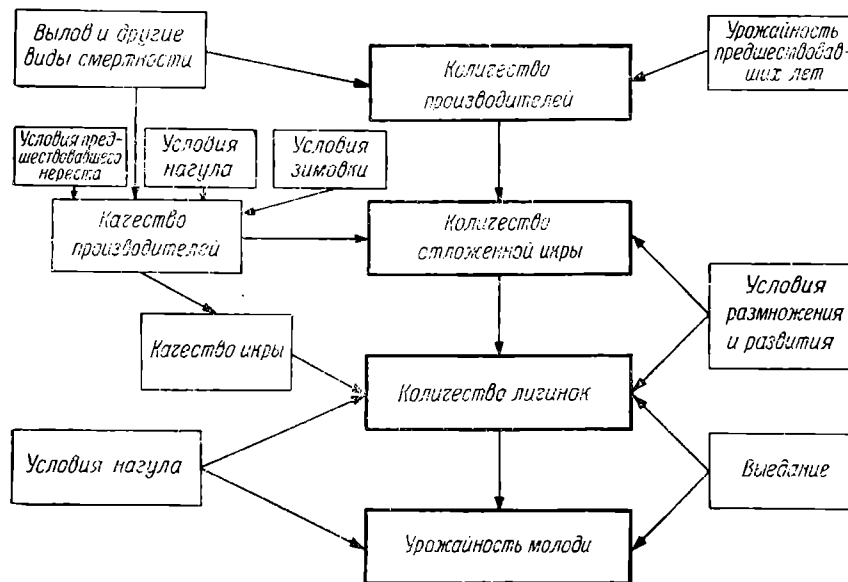 Вылов и другие
виды смертности
Количество
производителей
Урожайность
предшествовав-
ших лет
Условия пред-
шествовавшего
нереста
Условия
нагула
Условия
зимовки
Качество
производителей
Количество
отложенной икры
Условия
размножения
и развития
Качество икры
Количества личинок
Условия нагула
Выедание
Урожайность молоди